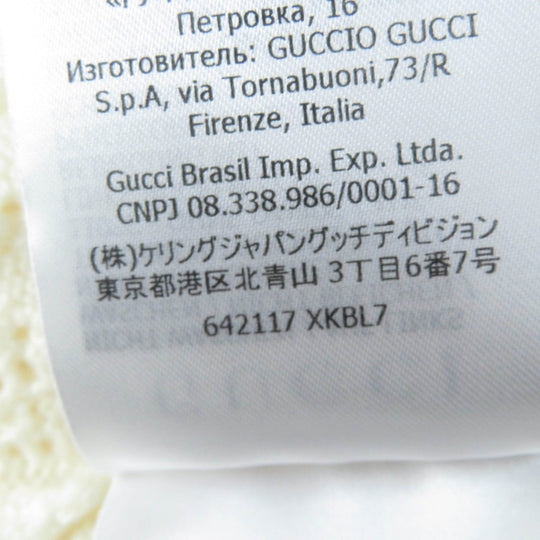 Петровка, 16
Изготовитель: GUCCIO GUCCI
S.p.A, via Tornabuoni,73/R
Firenze, Italia
Gucci Brasil Imp. Exp. Ltda.
CNPJ 08.338.986/0001-16
(株)ケリングジャパングッチディビジョン
東京都港区北青山 3丁目6番7号
642117 XKBL7